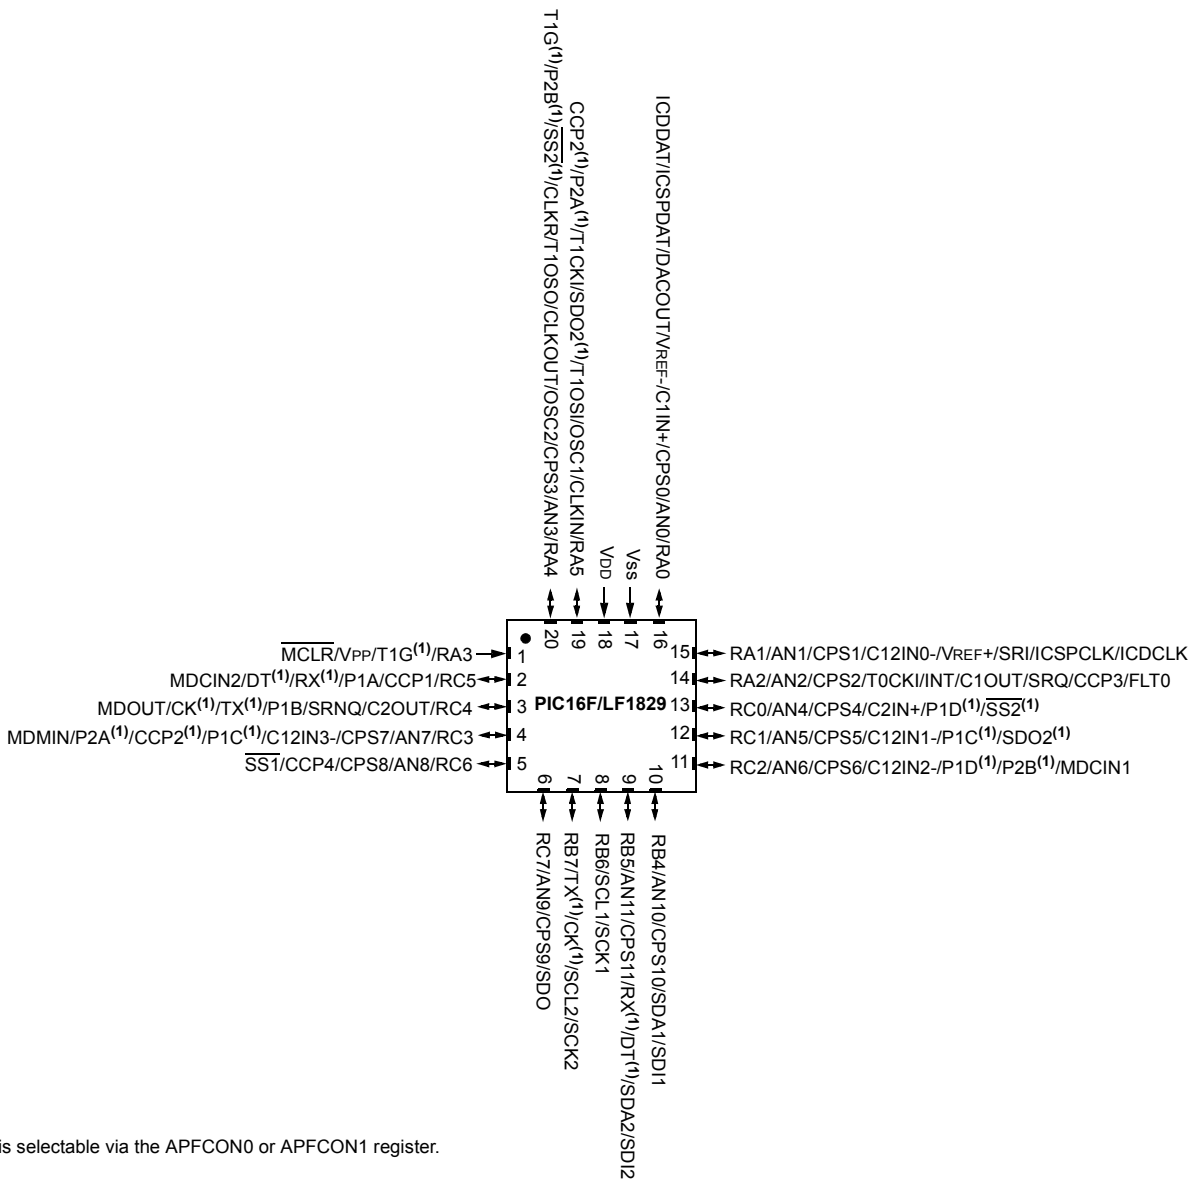 T1G(1)/P2B(1)/SS2(1)/CLKR/T1OSO/CLKOUT/OSC2/CPS3/AN3/RA4
CCP2(1)/P2A(1)/T1CKI/SDO2(1)/T1OSI/OSC1/CLKIN/RA5
VDD
Vss
ICDDAT/ICSPDAT/DACOUT/VREF-/C1IN+/CPS0/AN0/RA0
20
19
18
17
16
MCLR/VPP/T1G(1)/RA3
1
MDCIN2/DT(1)/RX(1)/P1A/CCP1/RC5
2
MDOUT/CK(1)/TX(1)/P1B/SRNQ/C2OUT/RC4
3
MDMIN/P2A(1)/CCP2(1)/P1C(1)/C12IN3-/CPS7/AN7/RC3
4
SS1/CCP4/CPS8/AN8/RC6
5
PIC16F/LF1829
15
RA1/AN1/CPS1/C12IN0-/VREF+/SRI/ICSPCLK/ICDCLK
14
RA2/AN2/CPS2/T0CKI/INT/C1OUT/SRQ/CCP3/FLT0
13
RC0/AN4/CPS4/C2IN+/P1D(1)/SS2(1)
12
RC1/AN5/CPS5/C12IN1-/P1C(1)/SDO2(1)
11
RC2/AN6/CPS6/C12IN2-/P1D(1)/P2B(1)/MDCIN1
6
7
8
9
10
RC7/AN9/CPS9/SDO
RB7/TX(1)/CK(1)/SCL2/SCK2
RB6/SCL1/SCK1
RB5/AN11/CPS11/RX(1)/DT(1)/SDA2/SDI2
RB4/AN10/CPS10/SDA1/SDI1
is selectable via the APFCON0 or APFCON1 register.